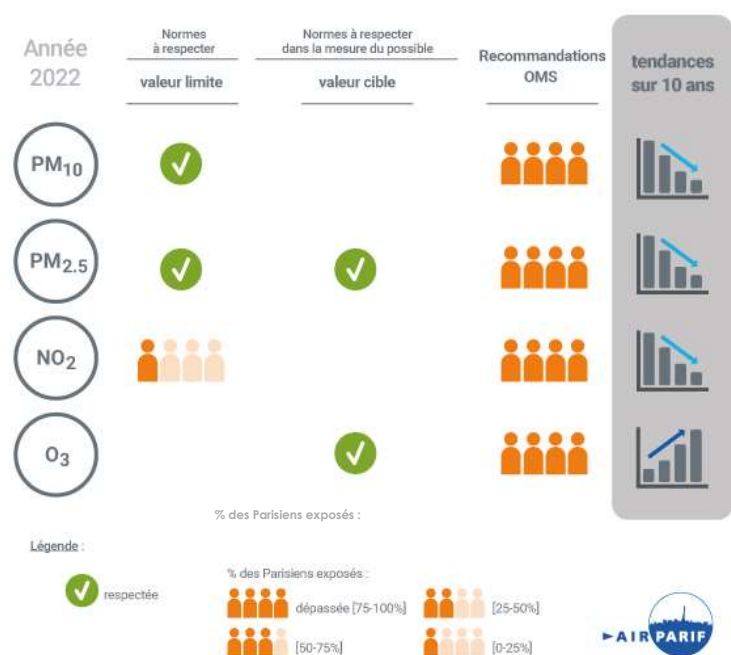 Année
2022
Normes
à respecter
valeur limite
Normes à respecter
dans la mesure du possible
valeur cible
Recommandations
OMS
tendances
sur 10 ans
PM10
PM2.5
NO2
O3
% des Parisiens exposés :
Légende :
respectée
% des Parisiens exposés :
dépassée [75-100%]
[25-50%]
[50-75%]
[0-25%]
AIRPARIF